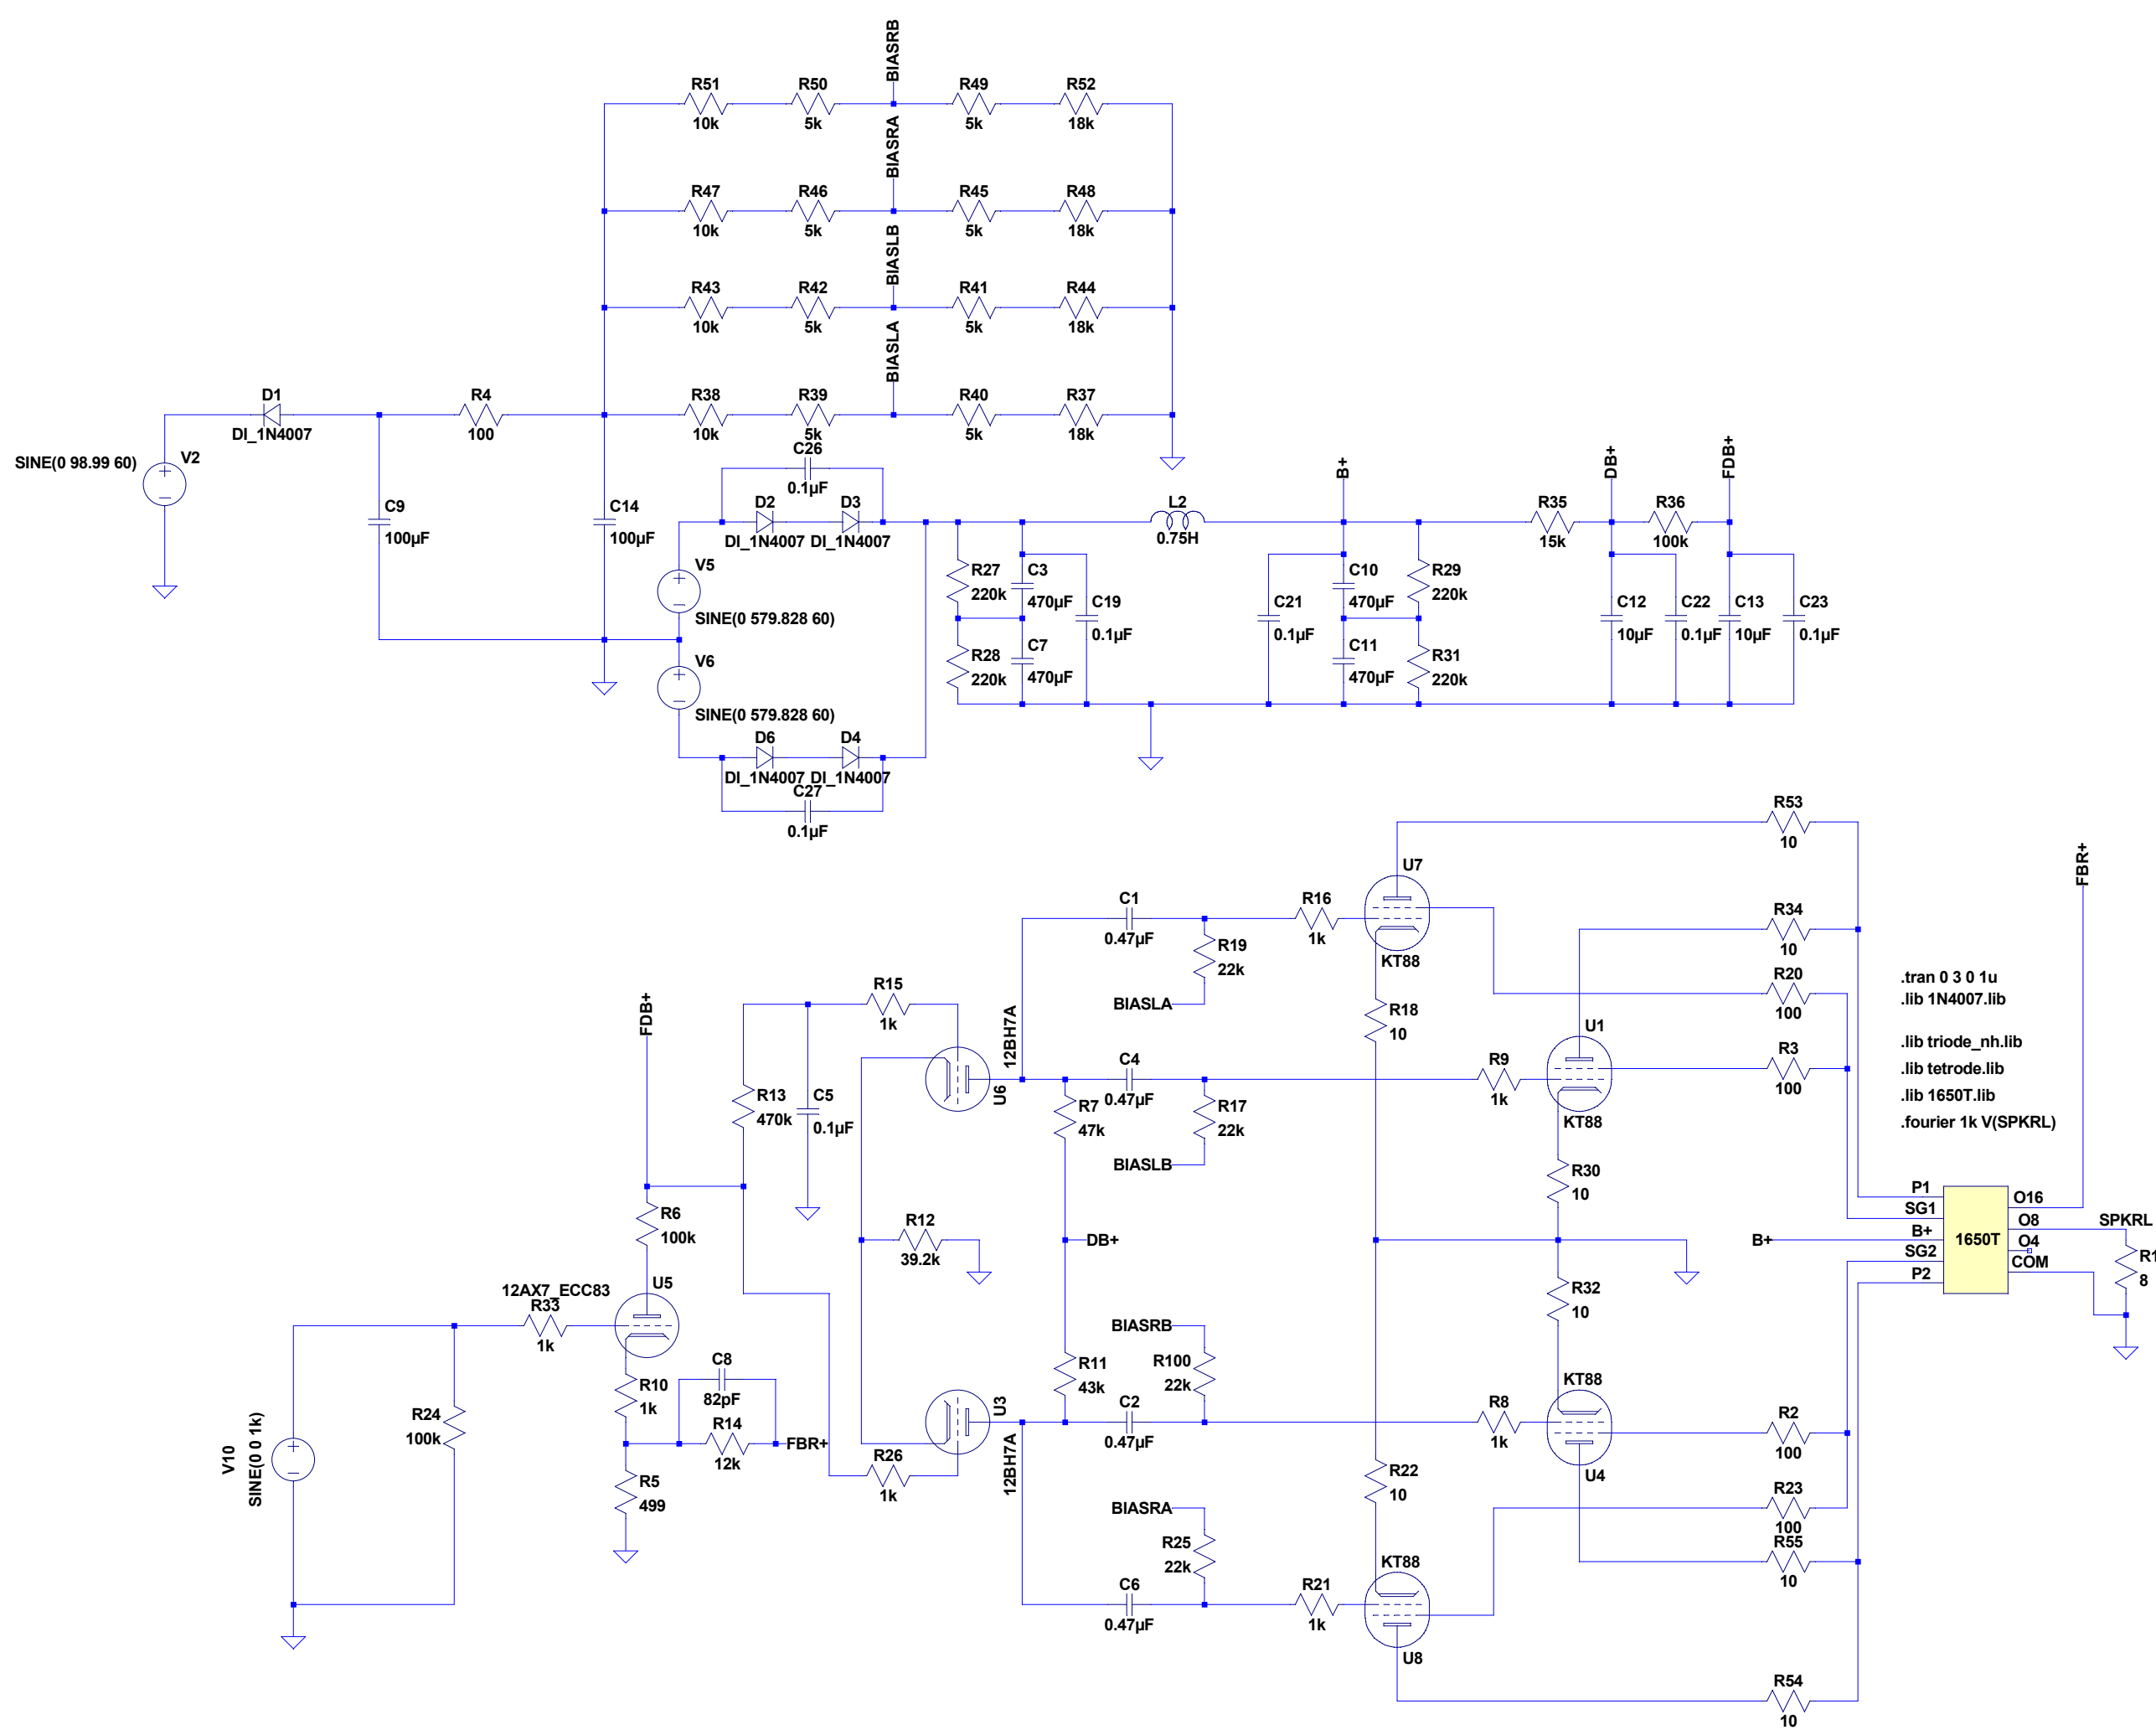 BIASRB
R51
R50
R49
R52
10k
5k
5k
18k
BIASRA
R47
R46
R45
R48
10k
5k
5k
18k
BIASLB
R43
R42
R41
R44
10k
5k
5k
18k
BIASLA
D1
R4
R38
R39
R40
R37
DI_1N4007
100
10k
5k
5k
18k
SINE(0 98.99 60)
V2
C26
0.1µF
B+
DB+
FDB+
C9
100µF
C14
100µF
D2
D3
DI_1N4007
DI_1N4007
L2
0.75H
R35
15k
R36
100k
V5
SINE(0 579.828 60)
R27
220k
C3
470µF
C19
0.1µF
C21
0.1µF
C10
470µF
R29
220k
C12
10µF
C22
0.1µF
C13
10µF
C23
0.1µF
V6
SINE(0 579.828 60)
R28
220k
C7
470µF
C11
470µF
R31
220k
D6
D4
DI_1N4007
DI_1N4007
C27
0.1µF
R53
10
FBR+
U7
KT88
C1
0.47µF
R16
1k
R34
10
R19
22k
BIASLA
R15
1k
FDB+
12BH7A
U6
R18
10
R20
100
.tran 0 3 0 1u
.lib 1N4007.lib
.lib triode_nh.lib
.lib tetrode.lib
.lib 1650T.lib
.fourier 1k V(SPKRL)
U1
KT88
R3
100
C4
0.47µF
R9
1k
R13
470k
C5
0.1µF
R7
47k
R17
22k
BIASLB
R30
10
R6
100k
R12
39.2k
DB+
P1
SG1
B+
SG2
P2
1650T
O16
O8
O4
COM
B+
SPKRL
R1
8
12AX7_ECC83
R33
1k
U5
R32
10
BIASRB
R100
22k
R11
43k
C8
82pF
R10
1k
R14
12k
FBR+
R24
100k
V10
SINE(0 0 1k)
R5
499
R26
1k
U3
12BH7A
C2
0.47µF
R8
1k
KT88
U4
R2
100
R22
10
BIASRA
R25
22k
R23
100
R55
10
C6
0.47µF
R21
1k
KT88
U8
R54
10